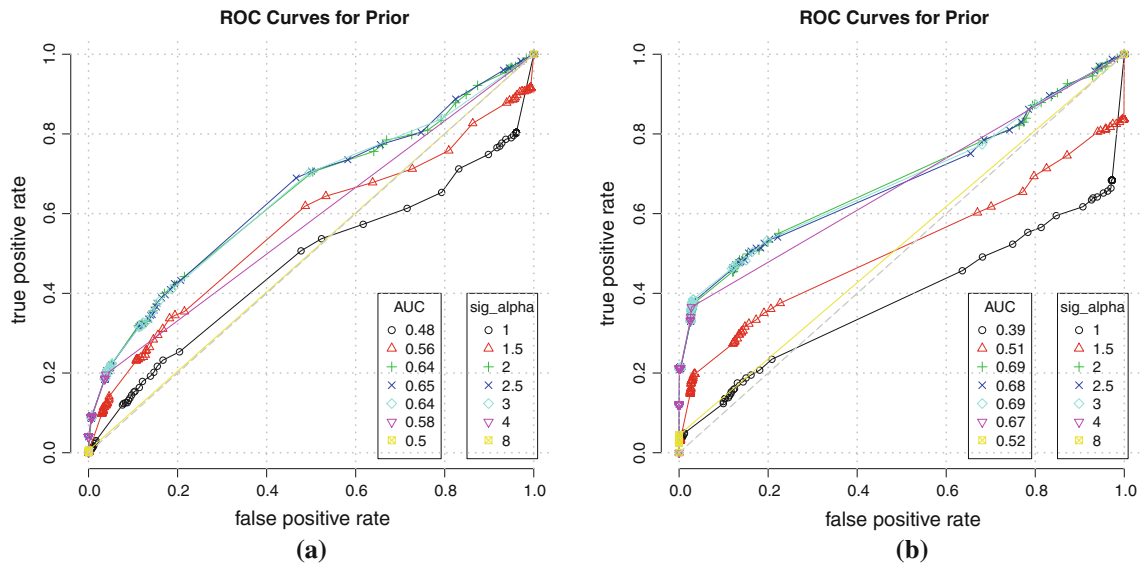 ROC Curves for Prior
true positive rate
1.0
0.8
0.6
0.4
0.2
0.0
AUC sig_alpha
0.48 1
0.56 1.5
0.64 2
0.65 2.5
0.64 3
0.58 4
0.5 8
0.0 0.2 0.4 0.6 0.8 1.0
false positive rate
(a)
ROC Curves for Prior
true positive rate
1.0
0.8
0.6
0.4
0.2
0.0
AUC sig_alpha
0.39 1
0.51 1.5
0.69 2
0.68 2.5
0.69 3
0.67 4
0.52 8
0.0 0.2 0.4 0.6 0.8 1.0
false positive rate
(b)